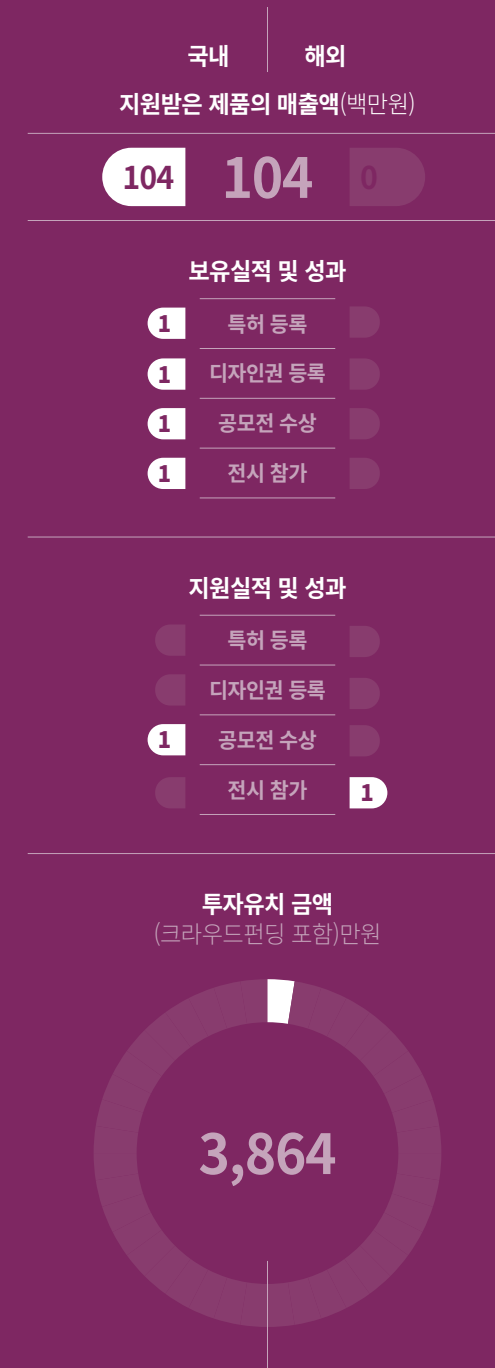 국내 해외
지원받은 제품의 매출액(백만원)
104 104 0
보유실적 및 성과
1 특허 등록
1 디자인권 등록
1 공모전 수상
1 전시 참가
지원실적 및 성과
특허 등록
디자인권 등록
1 공모전 수상
전시 참가 1
투자유치 금액
(크라우드펀딩 포함)만원
3,864